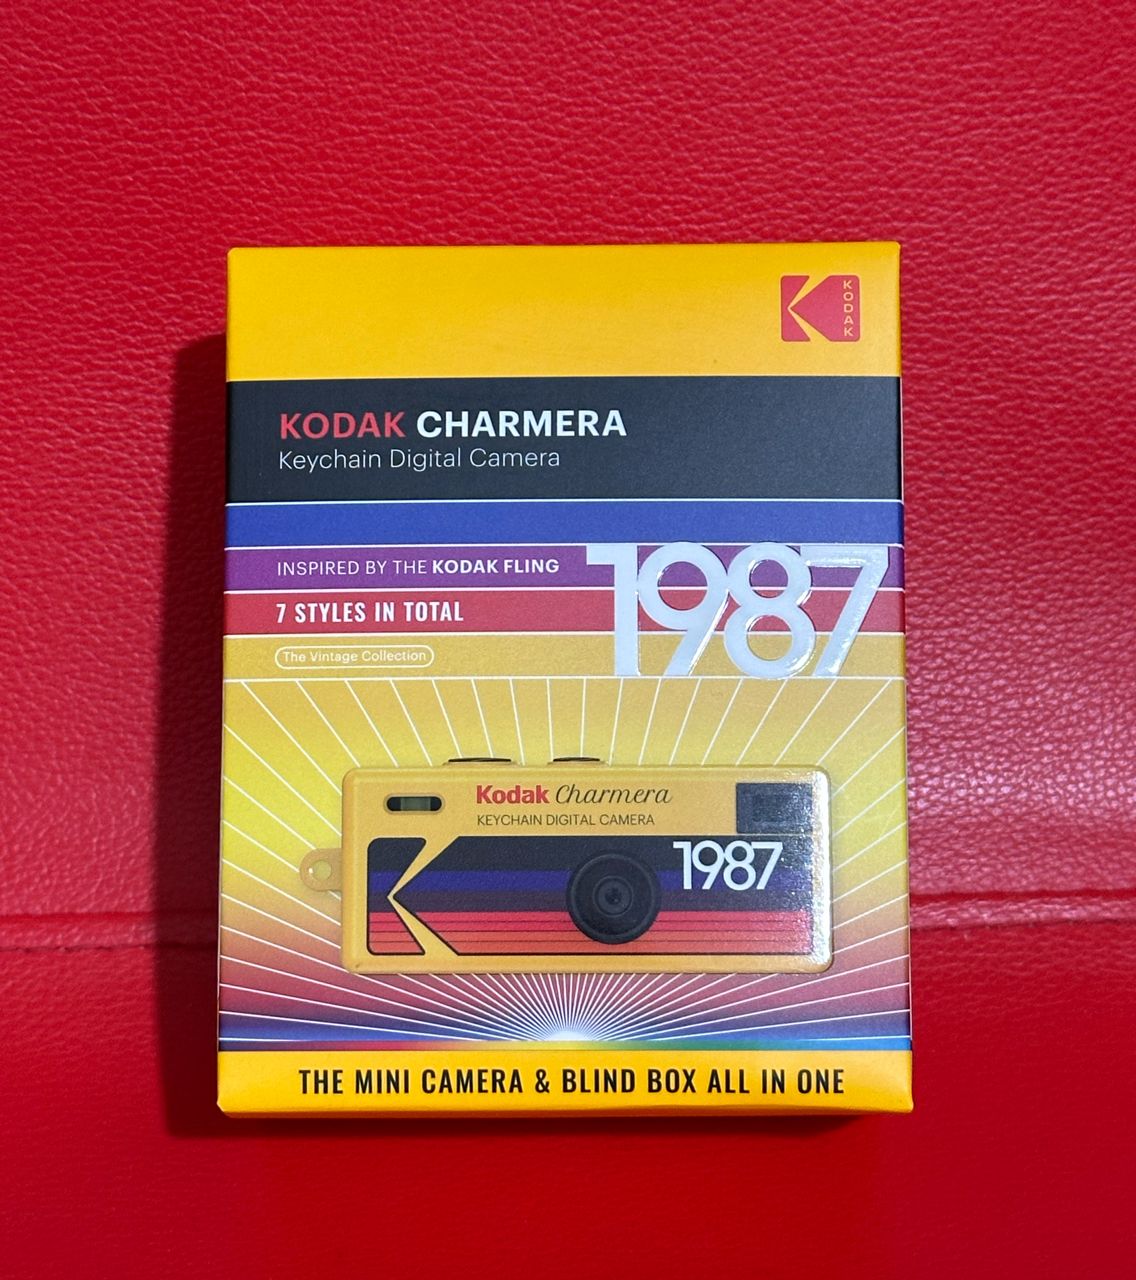 KODAK
KODAK CHARMERA
Keychain Digital Camera
INSPIRED BY THE KODAK FLING
1987
7 STYLES IN TOTAL
The Vintage Collection
Kodak Charmera
KEYCHAIN DIGITAL CAMERA
1987
THE MINI CAMERA & BLIND BOX ALL IN ONE